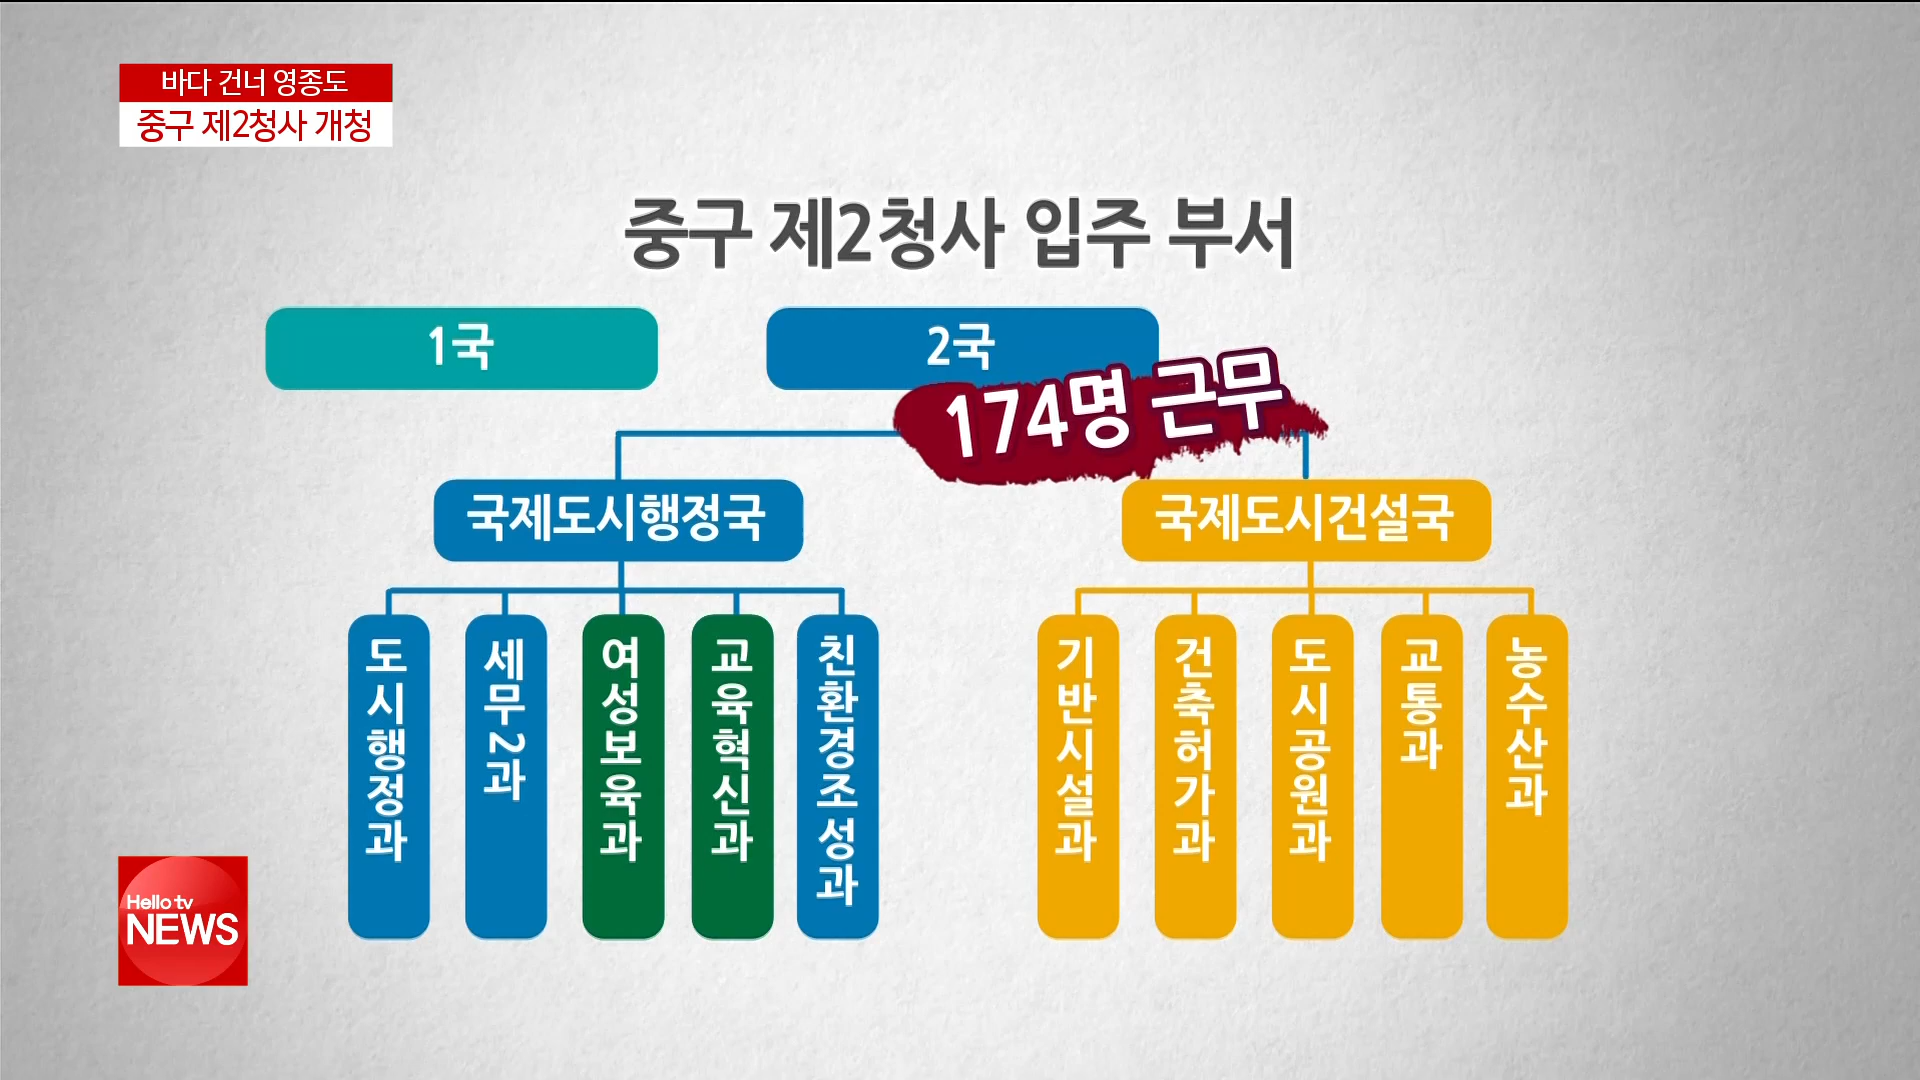 바다 건너 영종도
중구 제2청사 개청
중구 제2청사 입주 부서
1국
2국
174명 근무
국제도시행정국
국제도시건설국
도시행정과
세무2과
여성보육과
교육혁신과
친환경조성과
기반시설과
건축허가과
도시공원과
교통과
농수산과
Hello tv
NEWS